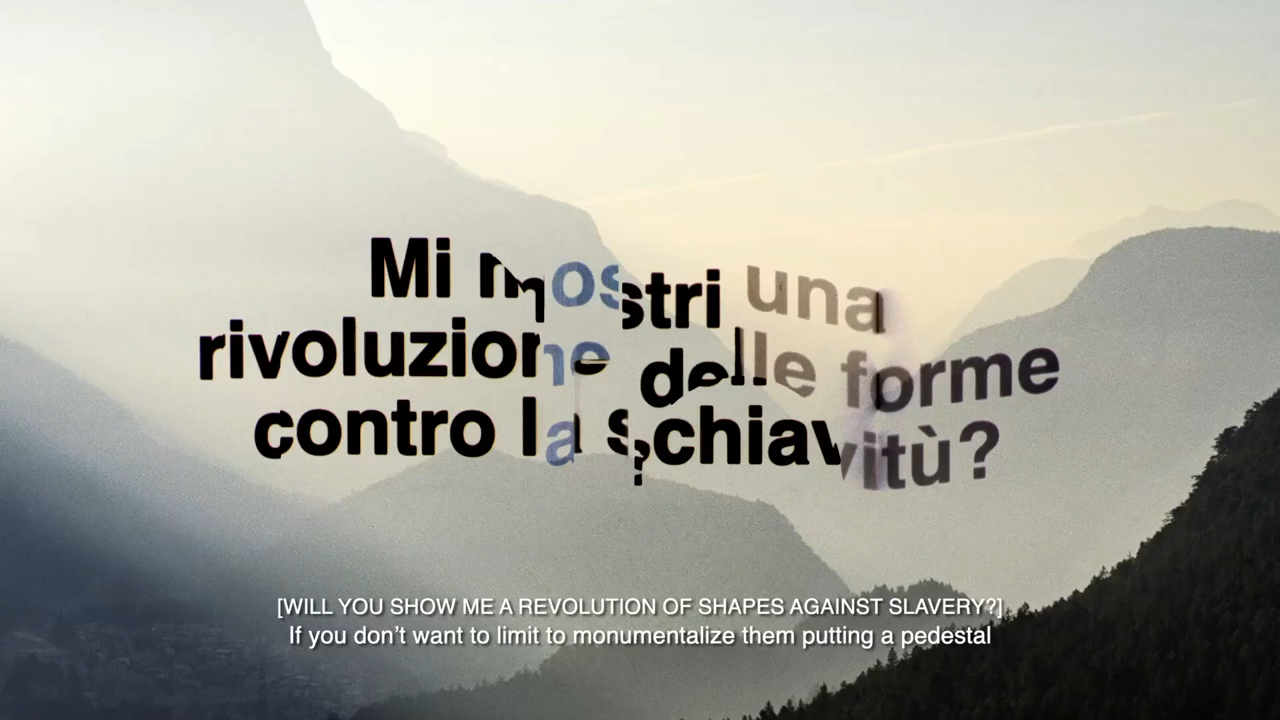 Mi mostri una
rivoluzione delle forme
contro la schiavitù?
[WILL YOU SHOW ME A REVOLUTION OF SHAPES AGAINST SLAVERY?]
If you don’t want to limit to monumentalize them putting a pedestal